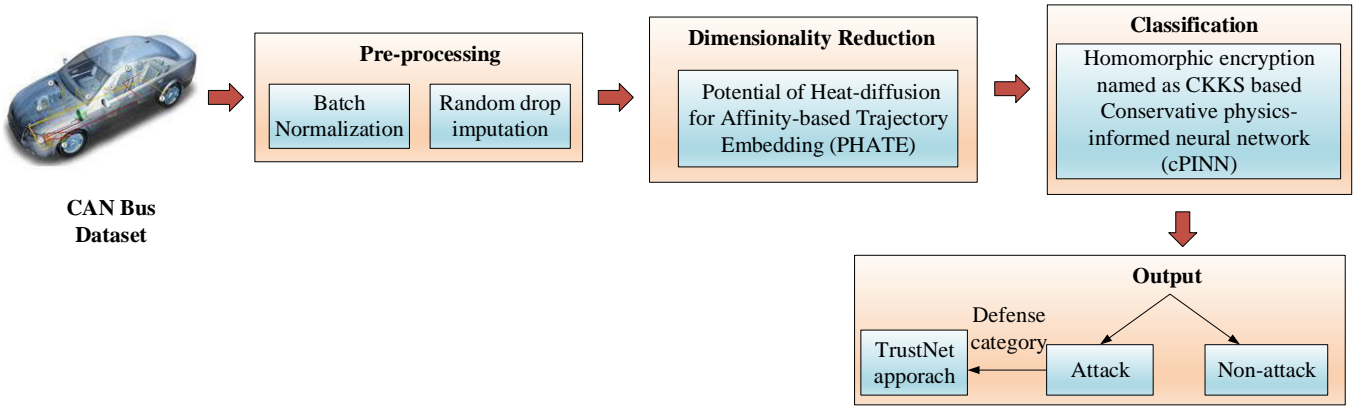 CAN Bus
Dataset
Pre-processing
Batch
Normalization
Random drop
imputation
Dimensionality Reduction
Potential of Heat-diffusion
for Affinity-based Trajectory
Embedding (PHATE)
Classification
Homomorphic encryption
named as CKKS based
Conservative physics-
informed neural network
(cPINN)
Output
Defense
category
TrustNet
apporach
Attack
Non-attack